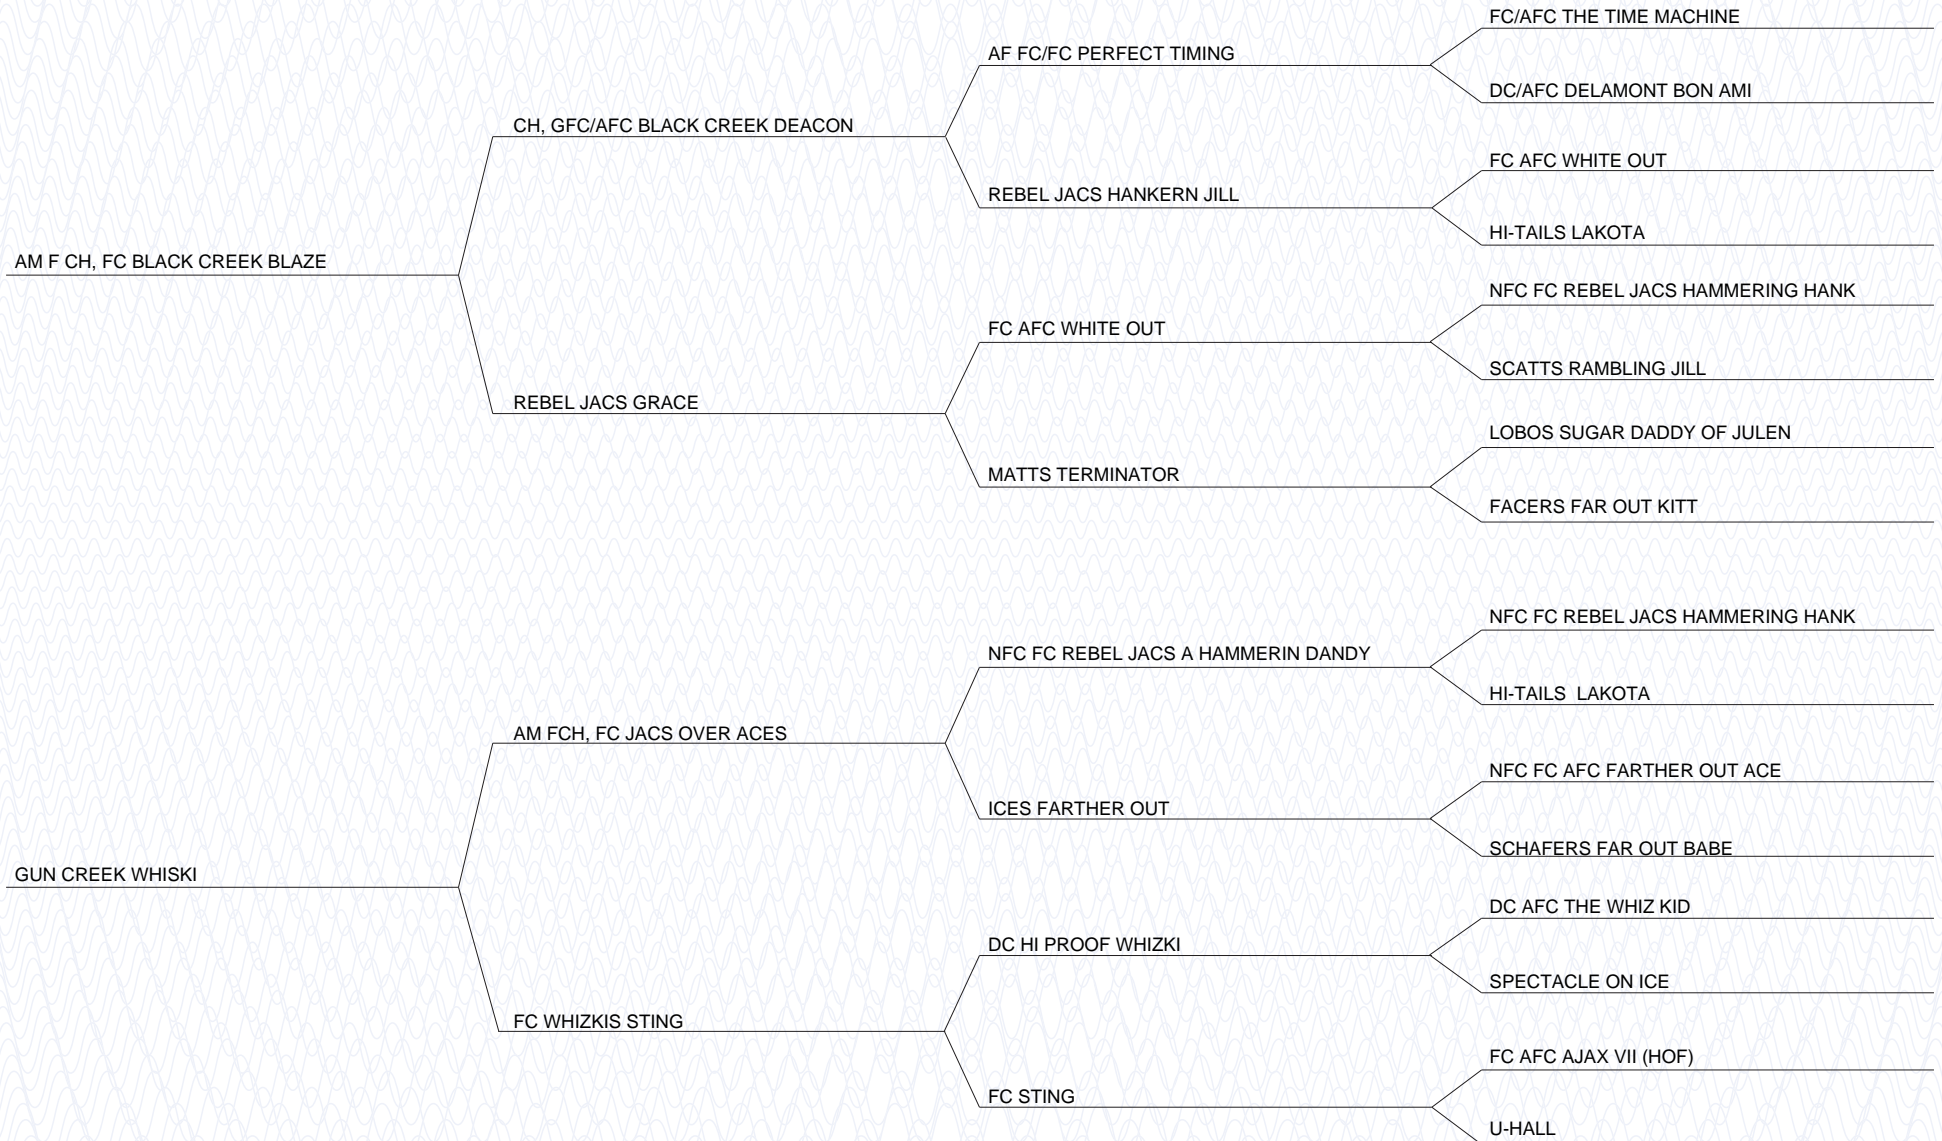 FC/AFC THE TIME MACHINE
AF FC/FC PERFECT TIMING
DC/AFC DELAMONT BON AMI
CH, GFC/AFC BLACK CREEK DEACON
FC AFC WHITE OUT
REBEL JACS HANKERN JILL
HI-TAILS LAKOTA
AM F CH, FC BLACK CREEK BLAZE
NFC FC REBEL JACS HAMMERING HANK
FC AFC WHITE OUT
SCATTS RAMBLING JILL
REBEL JACS GRACE
LOBOS SUGAR DADDY OF JULEN
MATTS TERMINATOR
FACERS FAR OUT KITT
NFC FC REBEL JACS HAMMERING HANK
NFC FC REBEL JACS A HAMMERIN DANDY
HI-TAILS  LAKOTA
AM FCH, FC JACS OVER ACES
NFC FC AFC FARTHER OUT ACE
ICES FARTHER OUT
SCHAFERS FAR OUT BABE
GUN CREEK WHISKI
DC AFC THE WHIZ KID
DC HI PROOF WHIZKI
SPECTACLE ON ICE
FC WHIZKIS STING
FC AFC AJAX VII (HOF)
FC STING
U-HALL